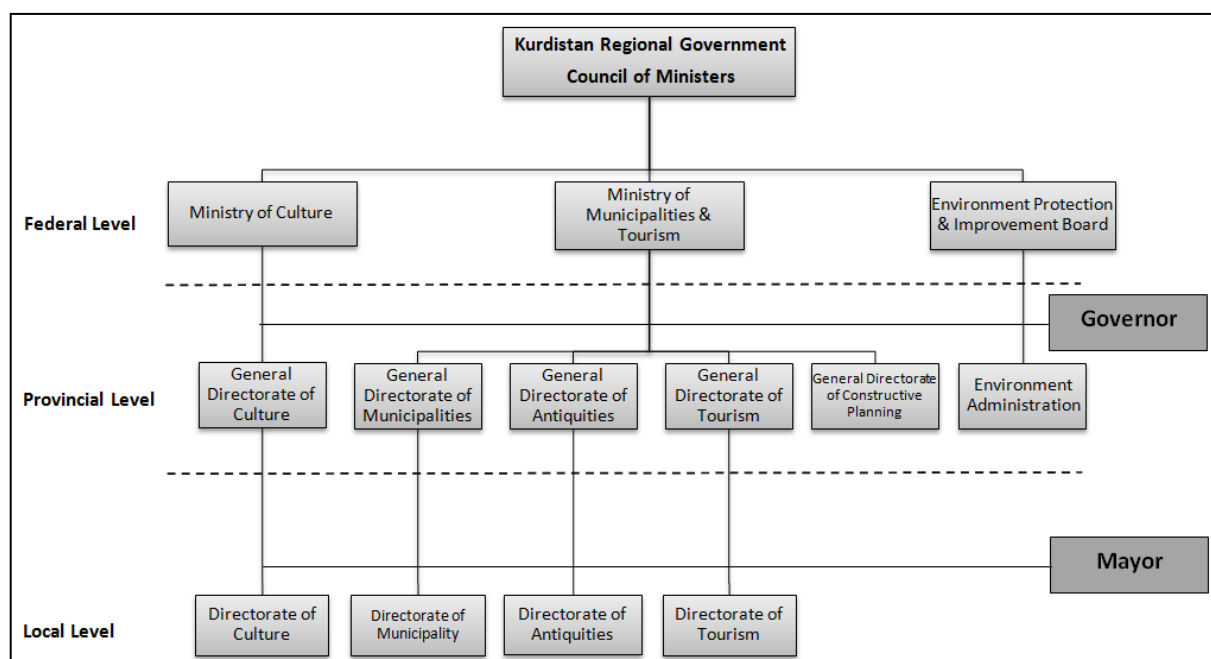 Kurdistan Regional Government
Council of Ministers
Federal Level
Ministry of Culture
Ministry of
Municipalities &
Tourism
Environment Protection
& Improvement Board
Governor
Provincial Level
General
Directorate of
Culture
General
Directorate of
Municipalities
General
Directorate of
Antiquities
General
Directorate of
Tourism
General Directorate
of Constructive
Planning
Environment
Administration
Mayor
Local Level
Directorate of
Culture
Directorate of
Municipality
Directorate of
Antiquities
Directorate of
Tourism